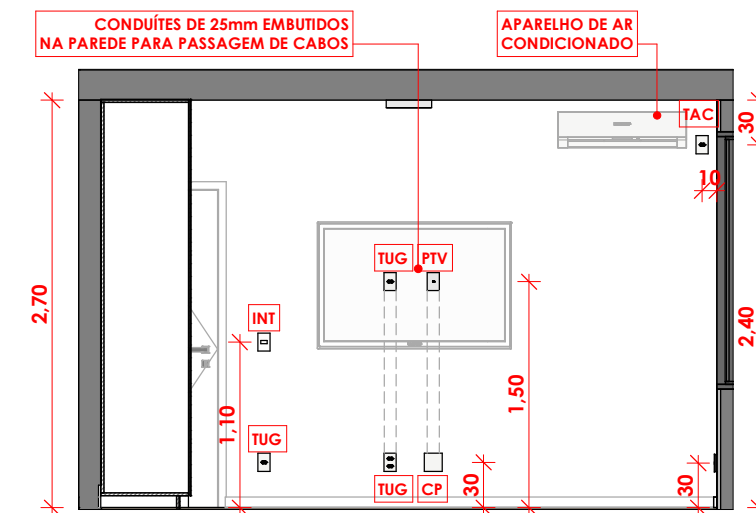 CONDUÍTES DE 25mm EMBUTIDOS
NA PAREDE PARA PASSAGEM DE CABOS
APARELHO DE AR
CONDICIONADO
TAC
30
10
TUG
PTV
2,70
INT
2,40
1,50
1,10
TUG
TUG
CP
30
30